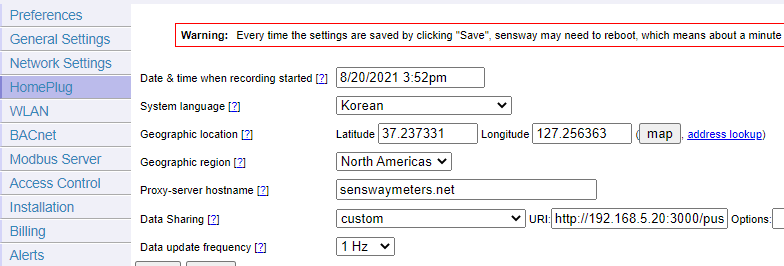 Preferences
General Settings
Network Settings
HomePlug
WLAN
BACnet
Modbus Server
Access Control
Installation
Billing
Alerts
Warning: Every time the settings are saved by clicking "Save", sensway may need to reboot, which means about a minute
Date & time when recording started [?] 8/20/2021 3:52pm
System language [?] Korean
Geographic location [?] Latitude 37.237331 Longitude 127.256363 ( map , address lookup)
Geographic region [?] North Americas
Proxy-server hostname [?] senswaymeters.net
Data Sharing [?] custom URI: http://192.168.5.20:3000/pus Options:
Data update frequency [?] 1 Hz